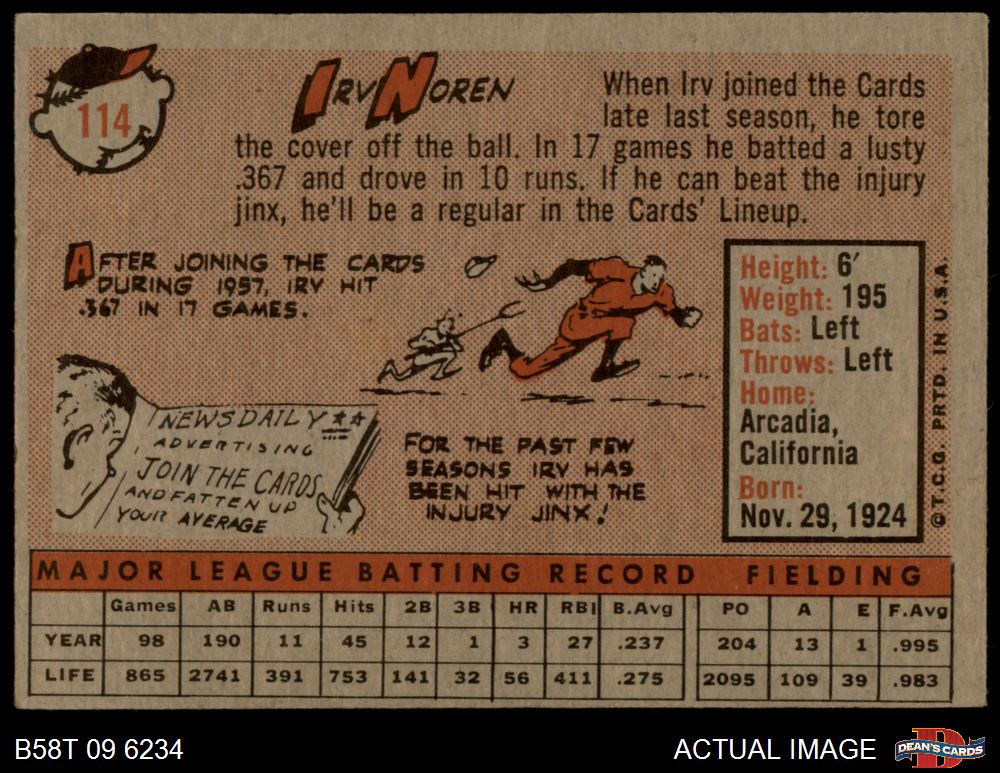 114
IRV NOREN
When Irv joined the Cards
late last season, he tore
the cover off the ball. In 17 games he batted a lusty
.367 and drove in 10 runs. If he can beat the injury
jinx, he'll be a regular in the Cards' Lineup.
AFTER JOINING THE CARDS
DURING 1957, IRV HIT
.367 IN 17 GAMES.
NEWSDAILY
ADVERTISING
JOIN THE CARDS
AND FATTEN UP
YOUR AVERAGE
FOR THE PAST FEW
SEASONS IRV HAS
BEEN HIT WITH THE
INJURY JINX!
Height: 6'
Weight: 195
Bats: Left
Throws: Left
Home:
Arcadia,
California
Born:
Nov. 29, 1924
© T.C.G. PRTD. IN U.S.A.
MAJOR LEAGUE BATTING RECORD FIELDING
Games AB Runs Hits 2B 3B HR RBI B.Avg PO A E F.Avg
YEAR 98 190 11 45 12 1 3 27 .237 204 13 1 .995
LIFE 865 2741 391 753 141 32 56 411 .275 2095 109 39 .983
B58T 09 6234
ACTUAL IMAGE
D
DEAN'S CARDS